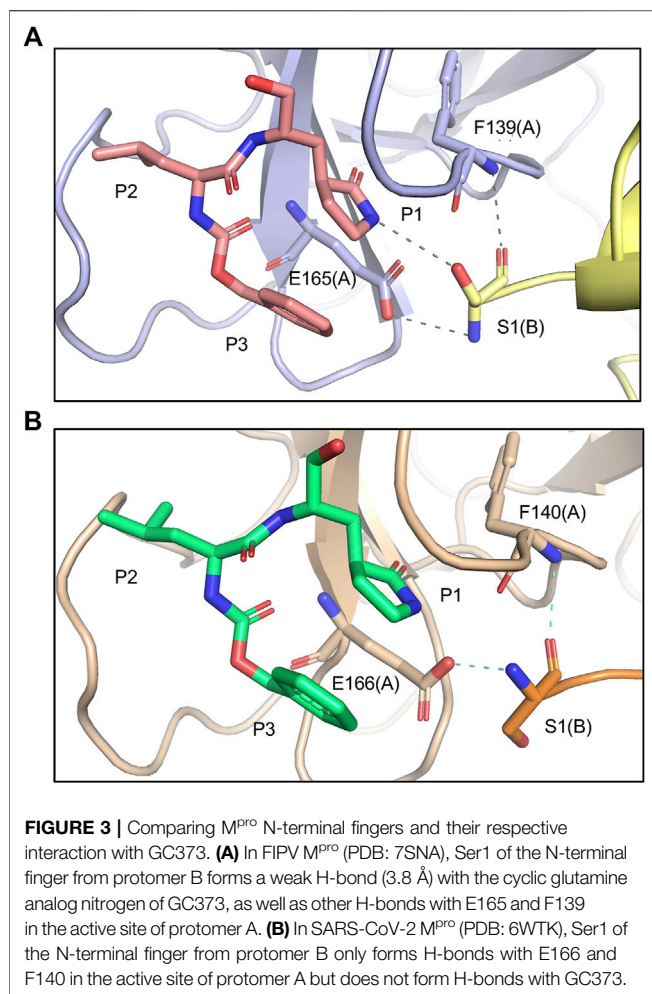 A
F139(A)
P2
P1
E165(A)
S1(B)
P3
B
F140(A)
P2
P1
E166(A)
S1(B)
P3
FIGURE 3 | Comparing Mpro N-terminal fingers and their respective
interaction with GC373. (A) In FIPV Mpro (PDB: 7SNA), Ser1 of the N-terminal
finger from protomer B forms a weak H-bond (3.8 Å) with the cyclic glutamine
analog nitrogen of GC373, as well as other H-bonds with E165 and F139
in the active site of protomer A. (B) In SARS-CoV-2 Mpro (PDB: 6WTK), Ser1 of
the N-terminal finger from protomer B only forms H-bonds with E166 and
F140 in the active site of protomer A but does not form H-bonds with GC373.